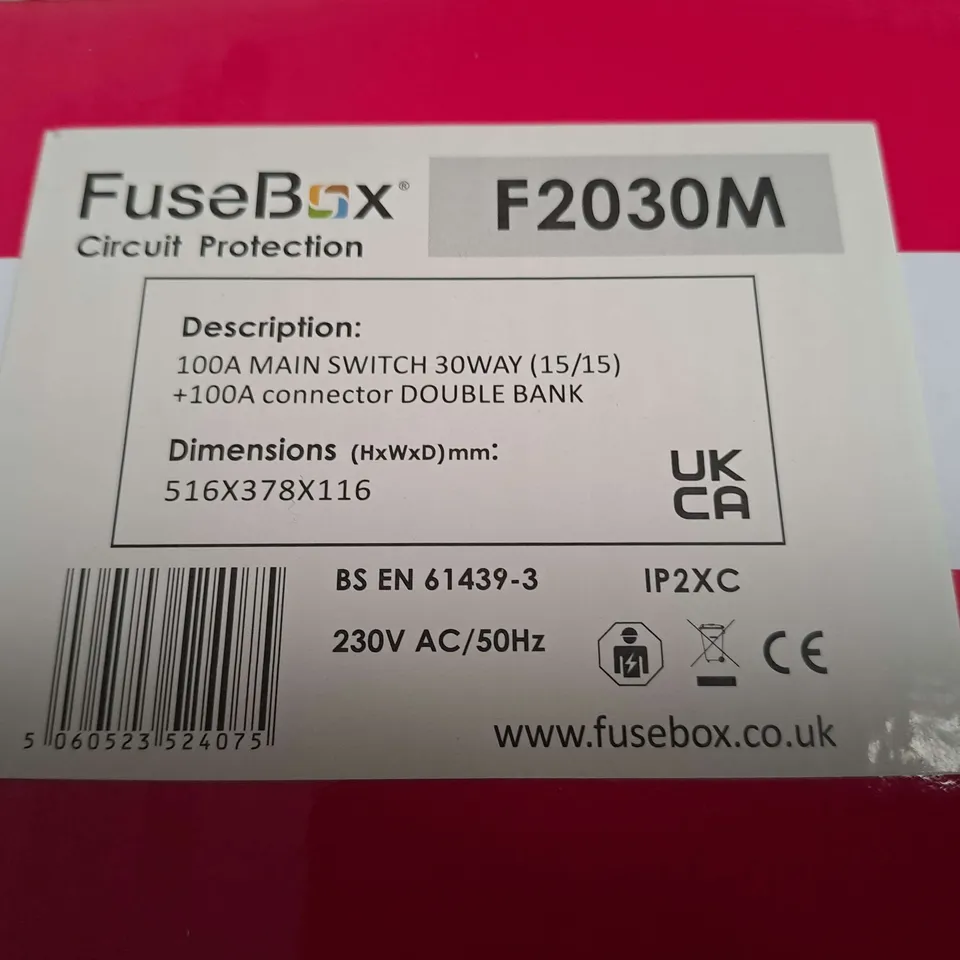 FuseBox®
Circuit Protection
F2030M
Description:
100A MAIN SWITCH 30WAY (15/15)
+100A connector DOUBLE BANK
Dimensions (HxWxD)mm:
516X378X116
UK
CA
BS EN 61439-3
IP2XC
230V AC/50Hz
CE
5 060523 524075
www.fusebox.co.uk